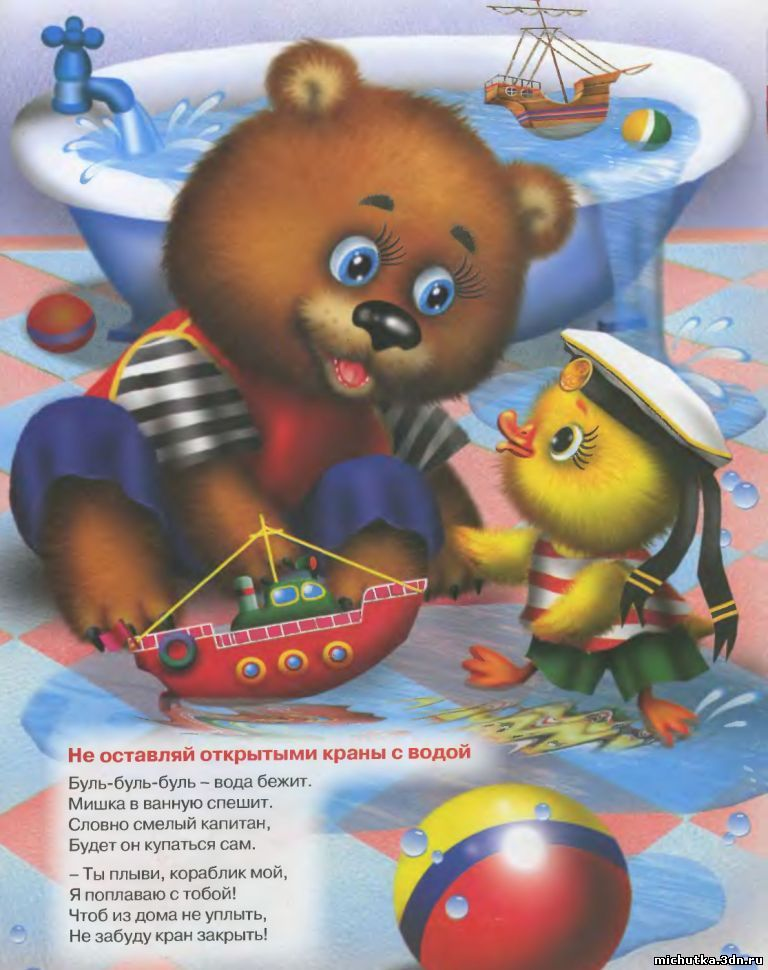 Не оставляй открытыми краны с водой
Буль-буль-буль – вода бежит.
Мишка в ванную спешит.
Словно смелый капитан,
Будет он купаться сам.
– Ты плыви, кораблик мой,
Я поплаваю с тобой!
Чтоб из дома не уплыть,
Не забуду кран закрыть!
michutka.3dn.ru